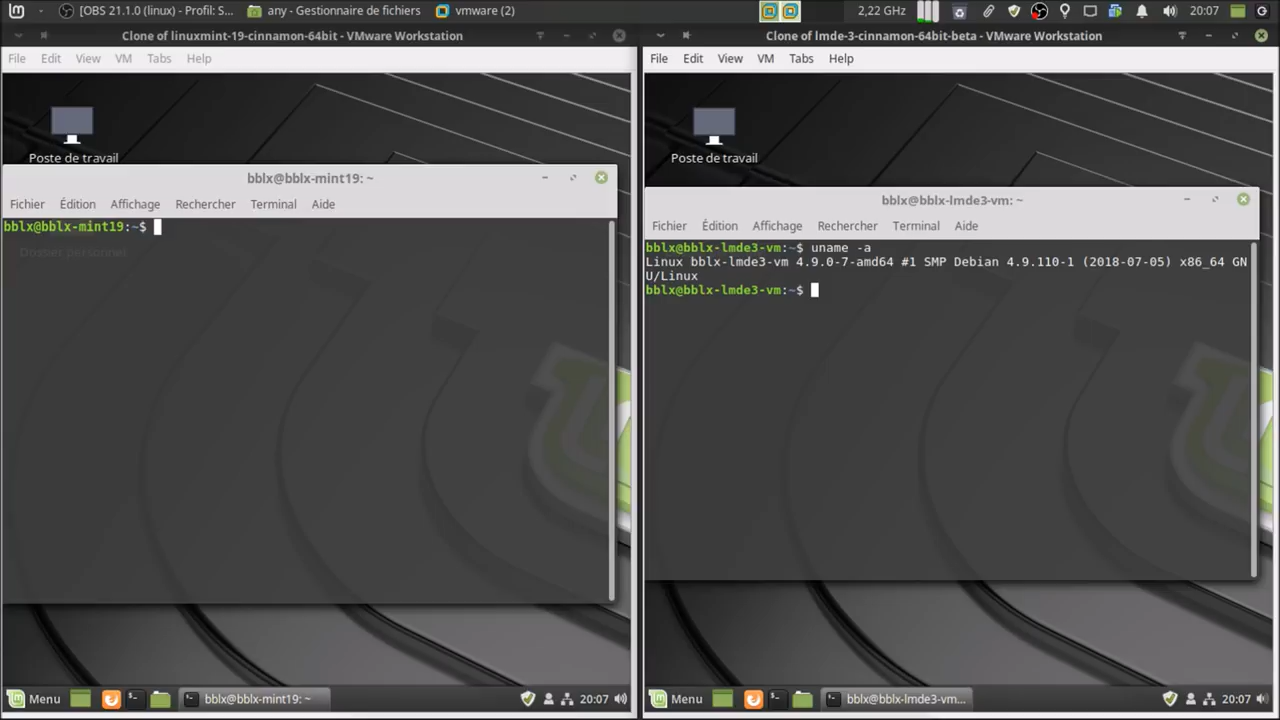 [OBS 21.1.0 (linux) - Profil: S...
any - Gestionnaire de fichiers
vmware (2)
2,22 GHz
20:07
Clone of linuxmint-19-cinnamon-64bit - VMware Workstation
File Edit View VM Tabs Help
Poste de travail
bblx@bblx-mint19: ~
Fichier Édition Affichage Rechercher Terminal Aide
bblx@bblx-mint19:~$
Dossier personnel
Menu
bblx@bblx-mint19: ~
20:07
Clone of lmde-3-cinnamon-64bit-beta - VMware Workstation
File Edit View VM Tabs Help
Poste de travail
bblx@bblx-lmde3-vm: ~
Fichier Édition Affichage Rechercher Terminal Aide
bblx@bblx-lmde3-vm:~$ uname -a
Linux bblx-lmde3-vm 4.9.0-7-amd64 #1 SMP Debian 4.9.110-1 (2018-07-05) x86_64 GN
U/Linux
bblx@bblx-lmde3-vm:~$
Menu
bblx@bblx-lmde3-vm...
20:07